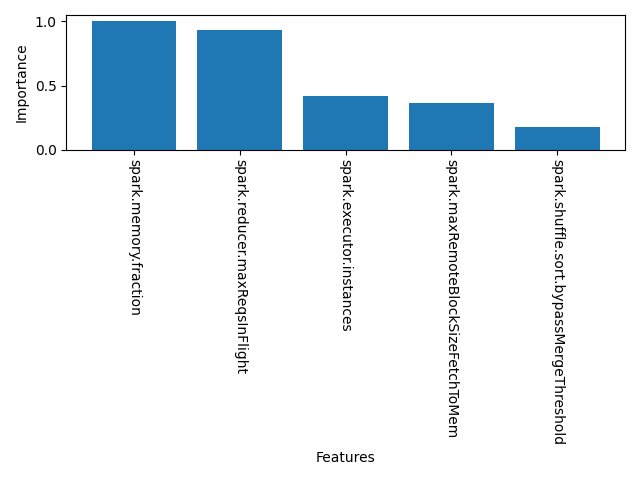 Importance
1.0
0.5
0.0
spark.memory.fraction
spark.reducer.maxReqsInFlight
spark.executor.instances
spark.maxRemoteBlockSizeFetchToMem
spark.shuffle.sort.bypassMergeThreshold
Features